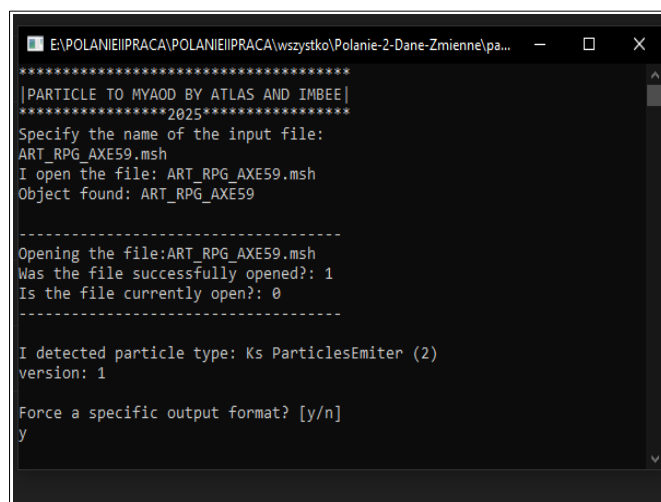 E:\POLANIEIIPRACA\POLANIEIIPRACA\wszystko\Polanie-2-Dane-Zmienne\pa...
**************************************
|PARTICLE TO MYAOD BY ATLAS AND IMBEE|
*****************2025*****************
Specify the name of the input file:
ART_RPG_AXE59.msh
I open the file: ART_RPG_AXE59.msh
Object found: ART_RPG_AXE59
-------------------------------------
Opening the file:ART_RPG_AXE59.msh
Was the file successfully opened?: 1
Is the file currently open?: 0
-------------------------------------
I detected particle type: Ks ParticlesEmiter (2)
version: 1
Force a specific output format? [y/n]
y